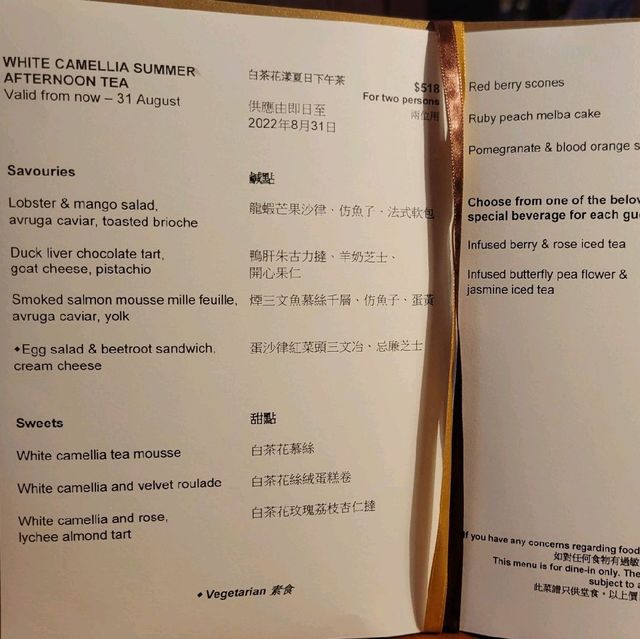 WHITE CAMELLIA SUMMER
AFTERNOON TEA
Valid from now – 31 August
白茶花漾夏日下午茶
供應由即日至
2022年8月31日
$518
For two persons
兩位用
Savouries
鹹點
Lobster & mango salad,
avruga caviar, toasted brioche
龍蝦芒果沙律、仿魚子、法式軟包
Duck liver chocolate tart,
goat cheese, pistachio
鴨肝朱古力撻、羊奶芝士、
開心果仁
Smoked salmon mousse mille feuille,
avruga caviar, yolk
煙三文魚慕絲千層、仿魚子、蛋黃
◆Egg salad & beetroot sandwich,
cream cheese
蛋沙律紅菜頭三文冶、忌廉芝士
Sweets
甜點
White camellia tea mousse
白茶花慕絲
White camellia and velvet roulade
白茶花絲絨蛋糕卷
White camellia and rose,
lychee almond tart
白茶花玫瑰荔枝杏仁撻
◆ Vegetarian 素食
Red berry scones
Ruby peach melba cake
Pomegranate & blood orange s
Choose from one of the belo
special beverage for each gu
Infused berry & rose iced tea
Infused butterfly pea flower &
jasmine iced tea
If you have any concerns regarding food
如對任何食物有過敏
This menu is for dine-in only. The
subject to a
此菜譜只供堂食。以上價